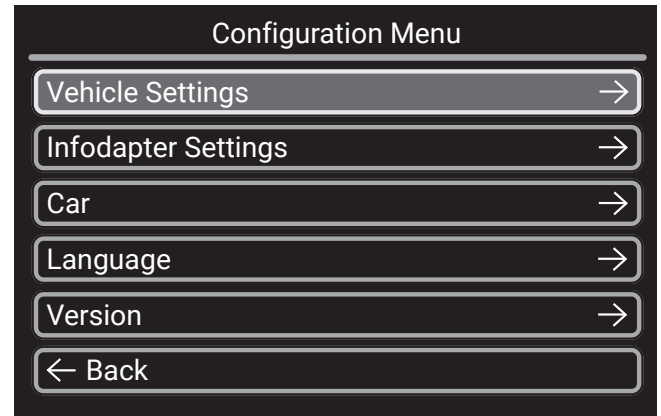 Configuration Menu
Vehicle Settings →
Infodapter Settings →
Car →
Language →
Version →
← Back